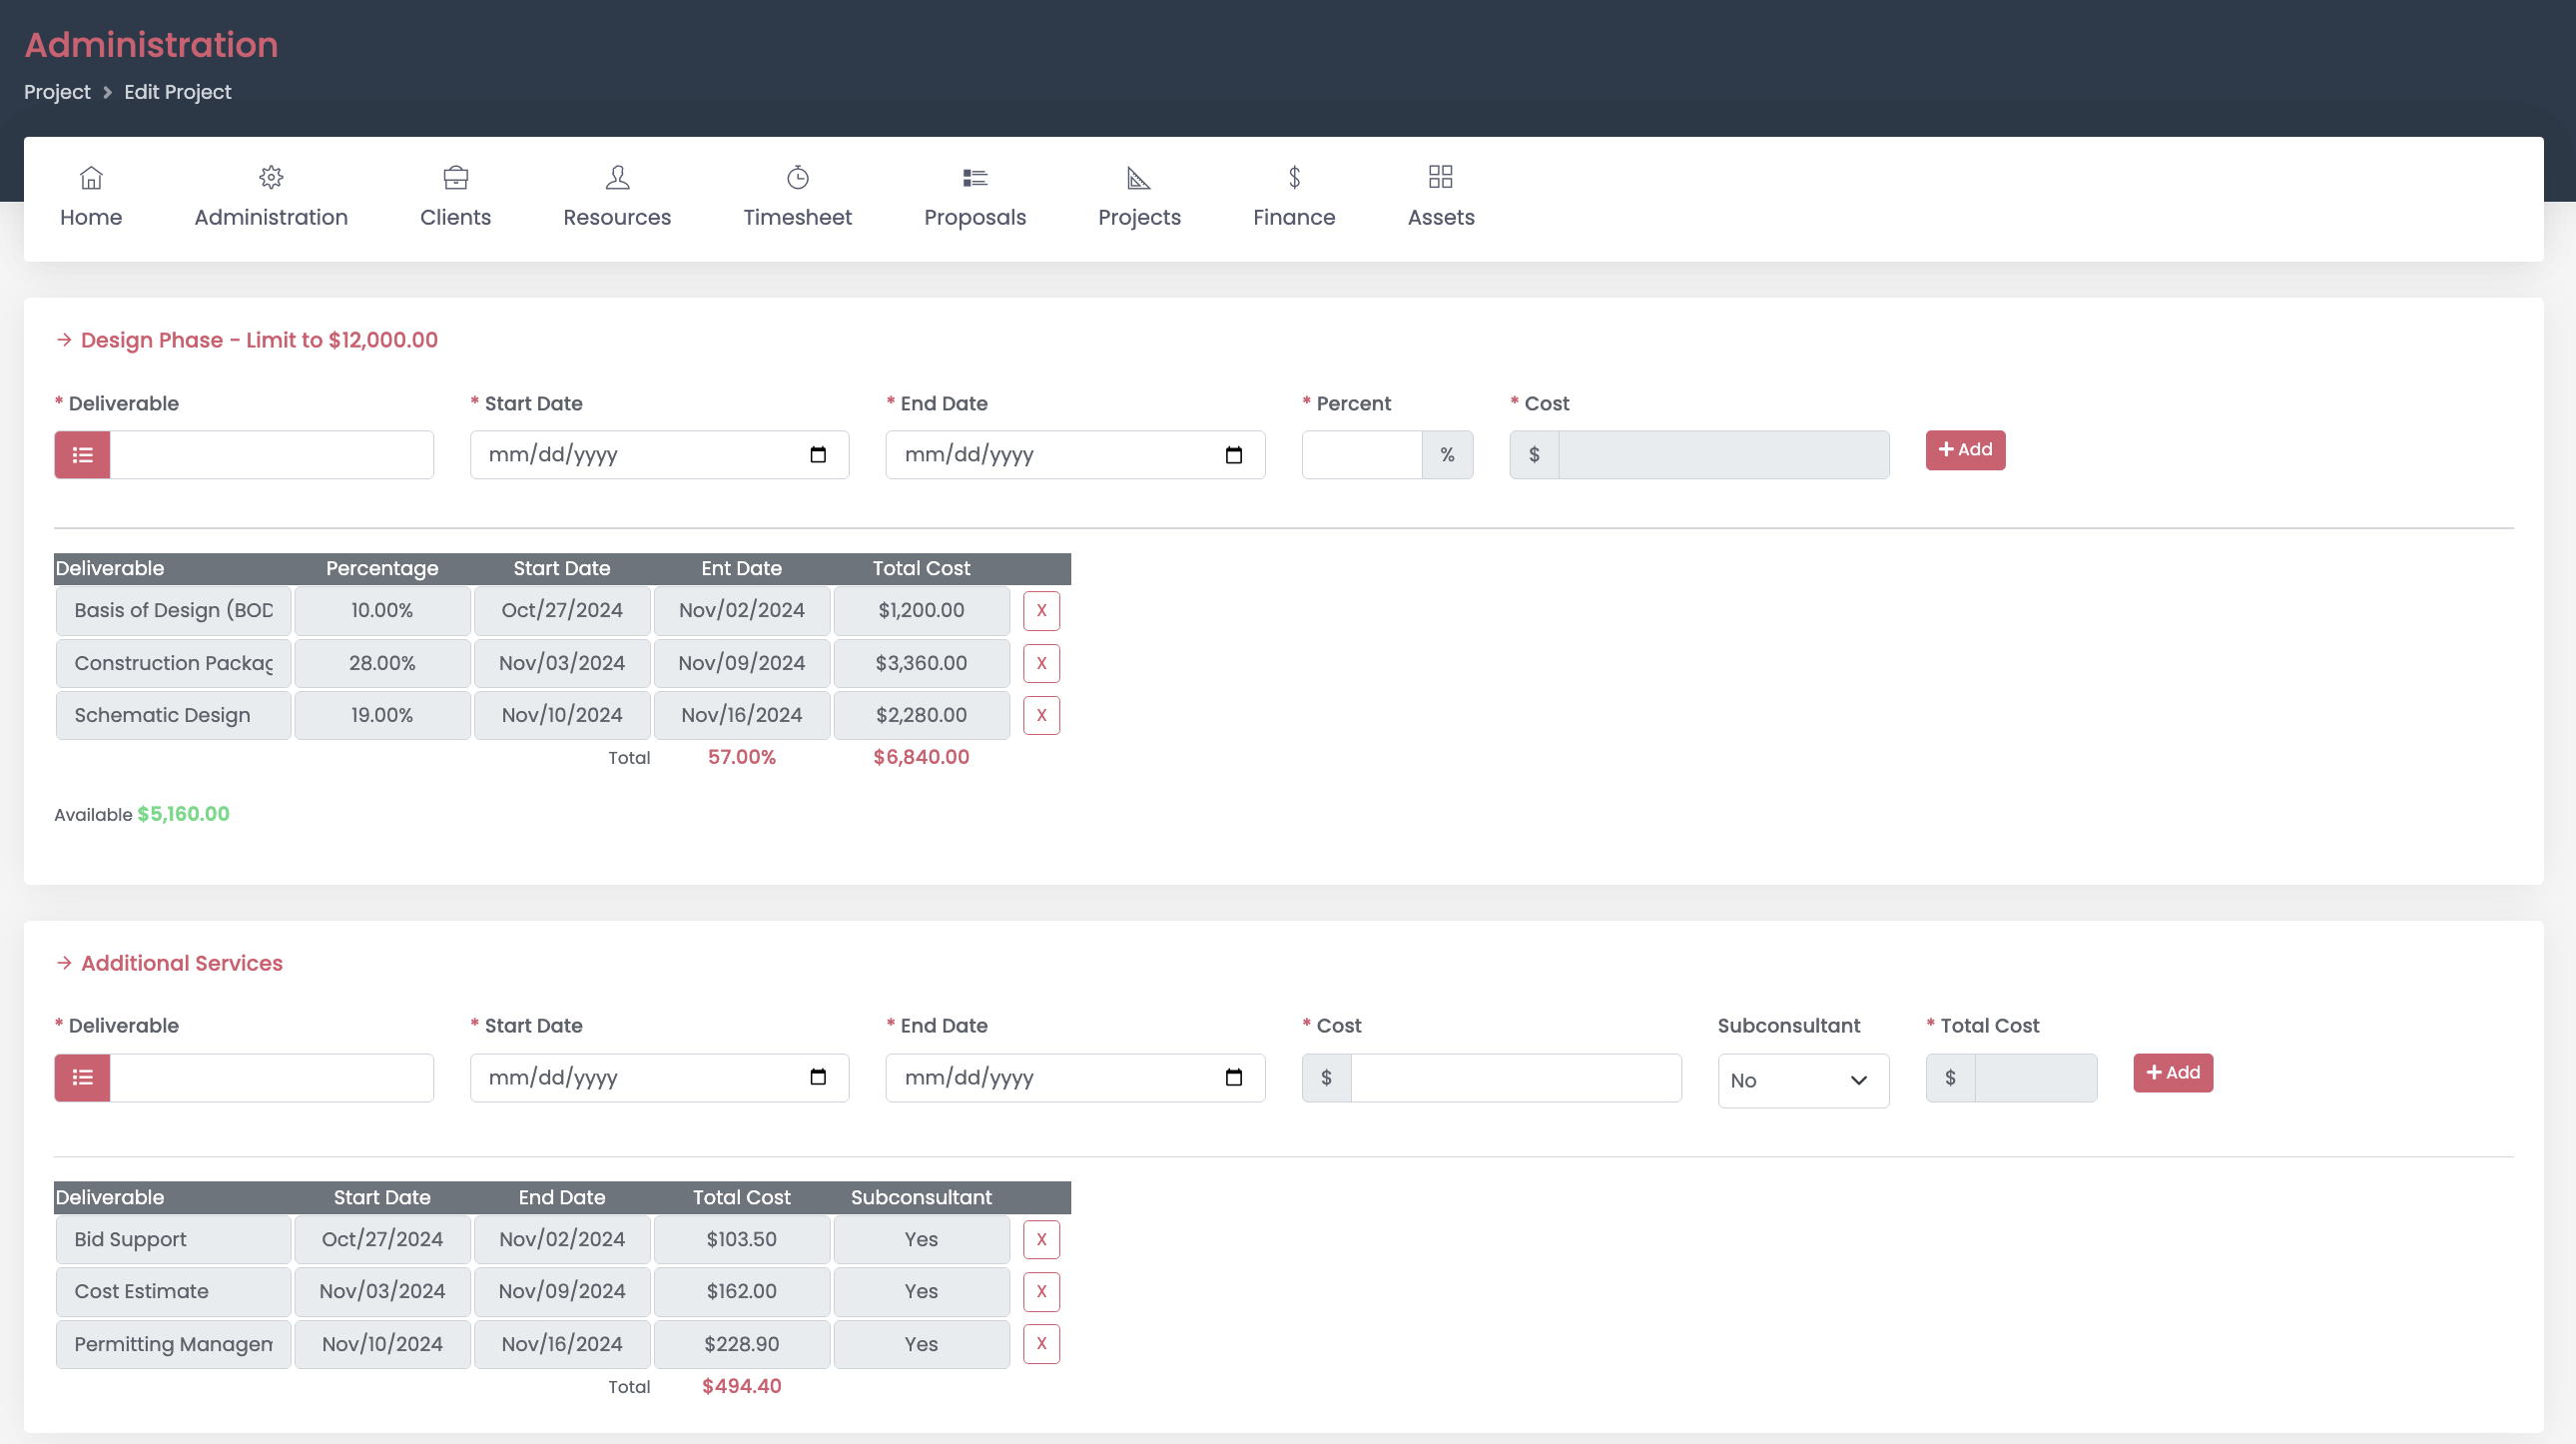 Administration
Project > Edit Project
Home Administration Clients Resources Timesheet Proposals Projects Finance Assets
→ Design Phase - Limit to $12,000.00
* Deliverable * Start Date * End Date * Percent * Cost
mm/dd/yyyy mm/dd/yyyy % $ + Add
Deliverable Percentage Start Date Ent Date Total Cost
Basis of Design (BOD 10.00% Oct/27/2024 Nov/02/2024 $1,200.00 X
Construction Packag 28.00% Nov/03/2024 Nov/09/2024 $3,360.00 X
Schematic Design 19.00% Nov/10/2024 Nov/16/2024 $2,280.00 X
Total 57.00% $6,840.00
Available $5,160.00
→ Additional Services
* Deliverable * Start Date * End Date * Cost Subconsultant * Total Cost
mm/dd/yyyy mm/dd/yyyy $ No $ + Add
Deliverable Start Date End Date Total Cost Subconsultant
Bid Support Oct/27/2024 Nov/02/2024 $103.50 Yes X
Cost Estimate Nov/03/2024 Nov/09/2024 $162.00 Yes X
Permitting Managem Nov/10/2024 Nov/16/2024 $228.90 Yes X
Total $494.40